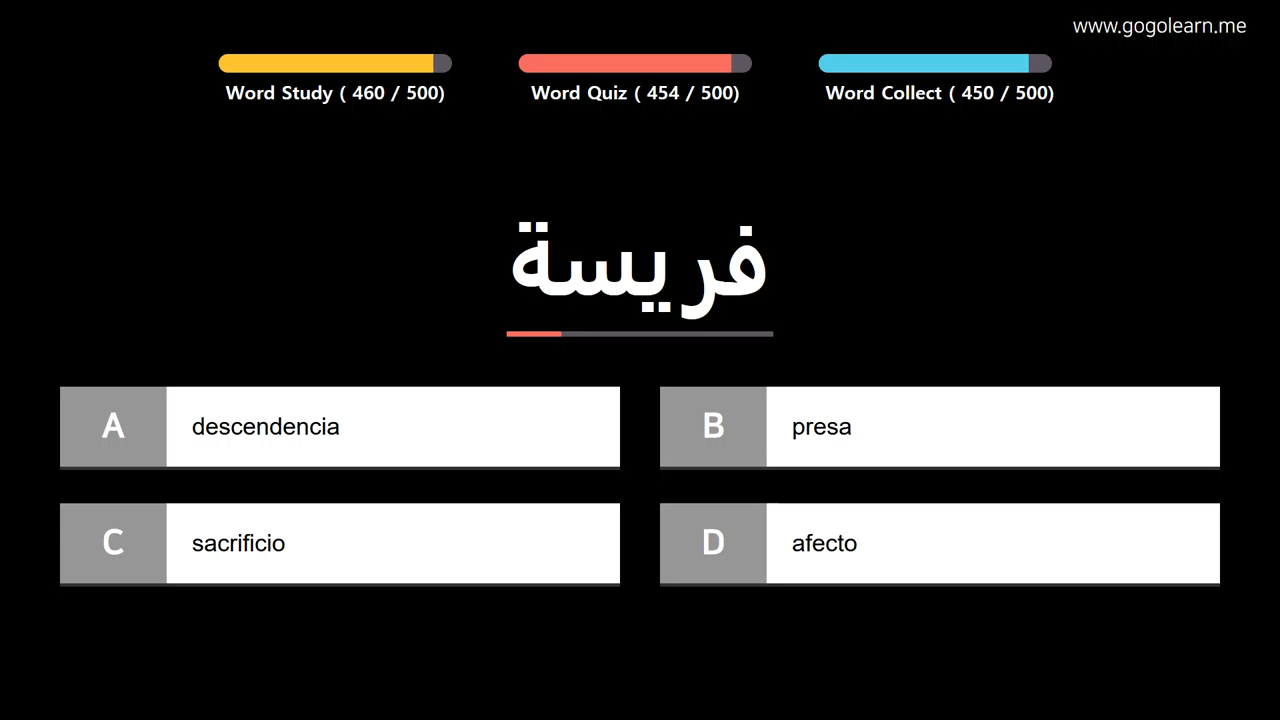 www.gogolearn.me
Word Study ( 460 / 500)
Word Quiz ( 454 / 500)
Word Collect ( 450 / 500)
فريسة
A descendencia
B presa
C sacrificio
D afecto